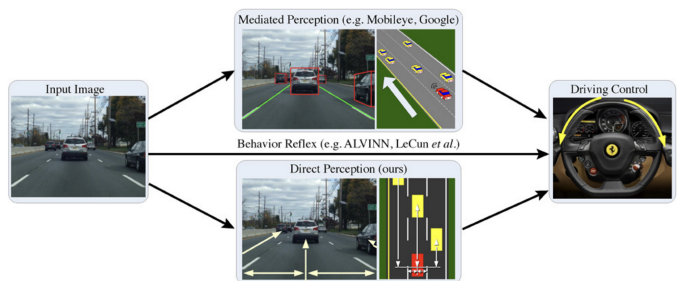 Mediated Perception (e.g. Mobileye, Google)
Input Image
Driving Control
Behavior Reflex (e.g. ALVINN, LeCun et al.)
Direct Perception (ours)